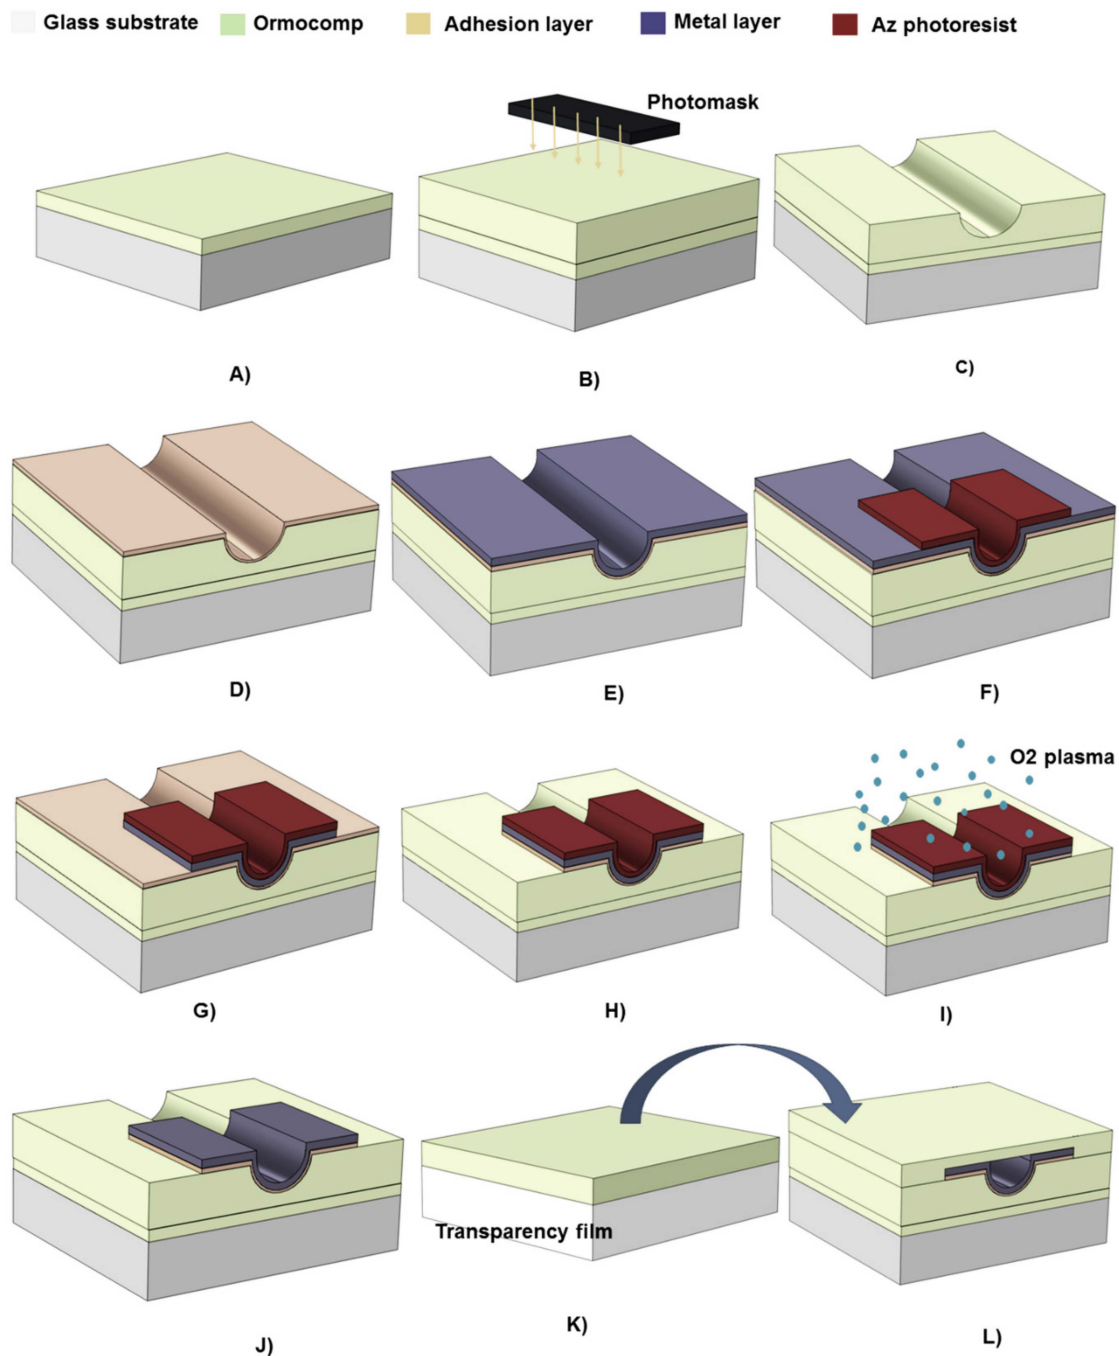 Glass substrate Ormocomp Adhesion layer Metal layer Az photoresist
Photomask
A)
B)
C)
D)
E)
F)
O2 plasma
G)
H)
I)
Transparency film
J)
K)
L)